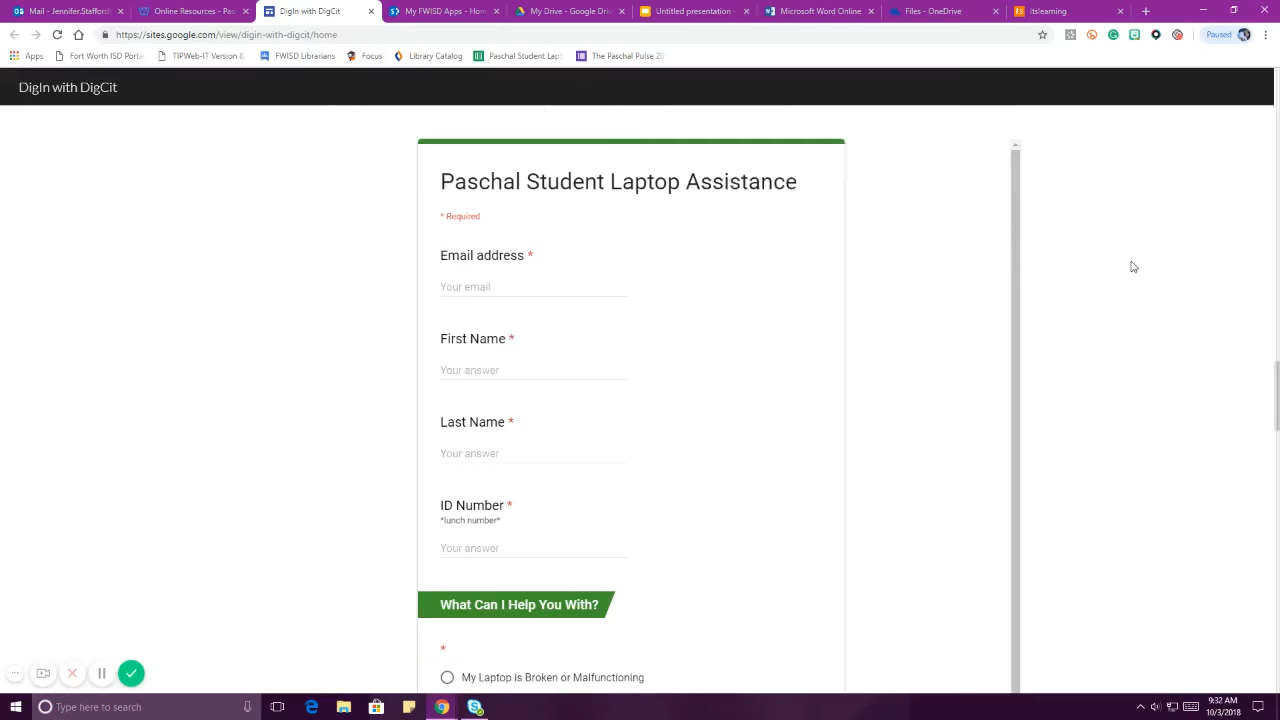 Mail - Jennifer.Stafford
Online Resources - Pas
DigIn with DigCit
My FWISD Apps - Hom
My Drive - Google Driv
Untitled presentation -
Microsoft Word Online
Files - OneDrive
itslearning
https://sites.google.com/view/digin-with-digcit/home
Paused
Apps
Fort Worth ISD Porta
TIPWeb-IT Version 8.
FWISD Librarians
Focus
Library Catalog
Paschal Student Lapt
The Paschal Pulse 20
DigIn with DigCit
Paschal Student Laptop Assistance
* Required
Email address *
Your email
First Name *
Your answer
Last Name *
Your answer
ID Number *
*lunch number*
Your answer
What Can I Help You With?
*
My Laptop is Broken or Malfunctioning
Type here to search
9:32 AM
10/3/2018